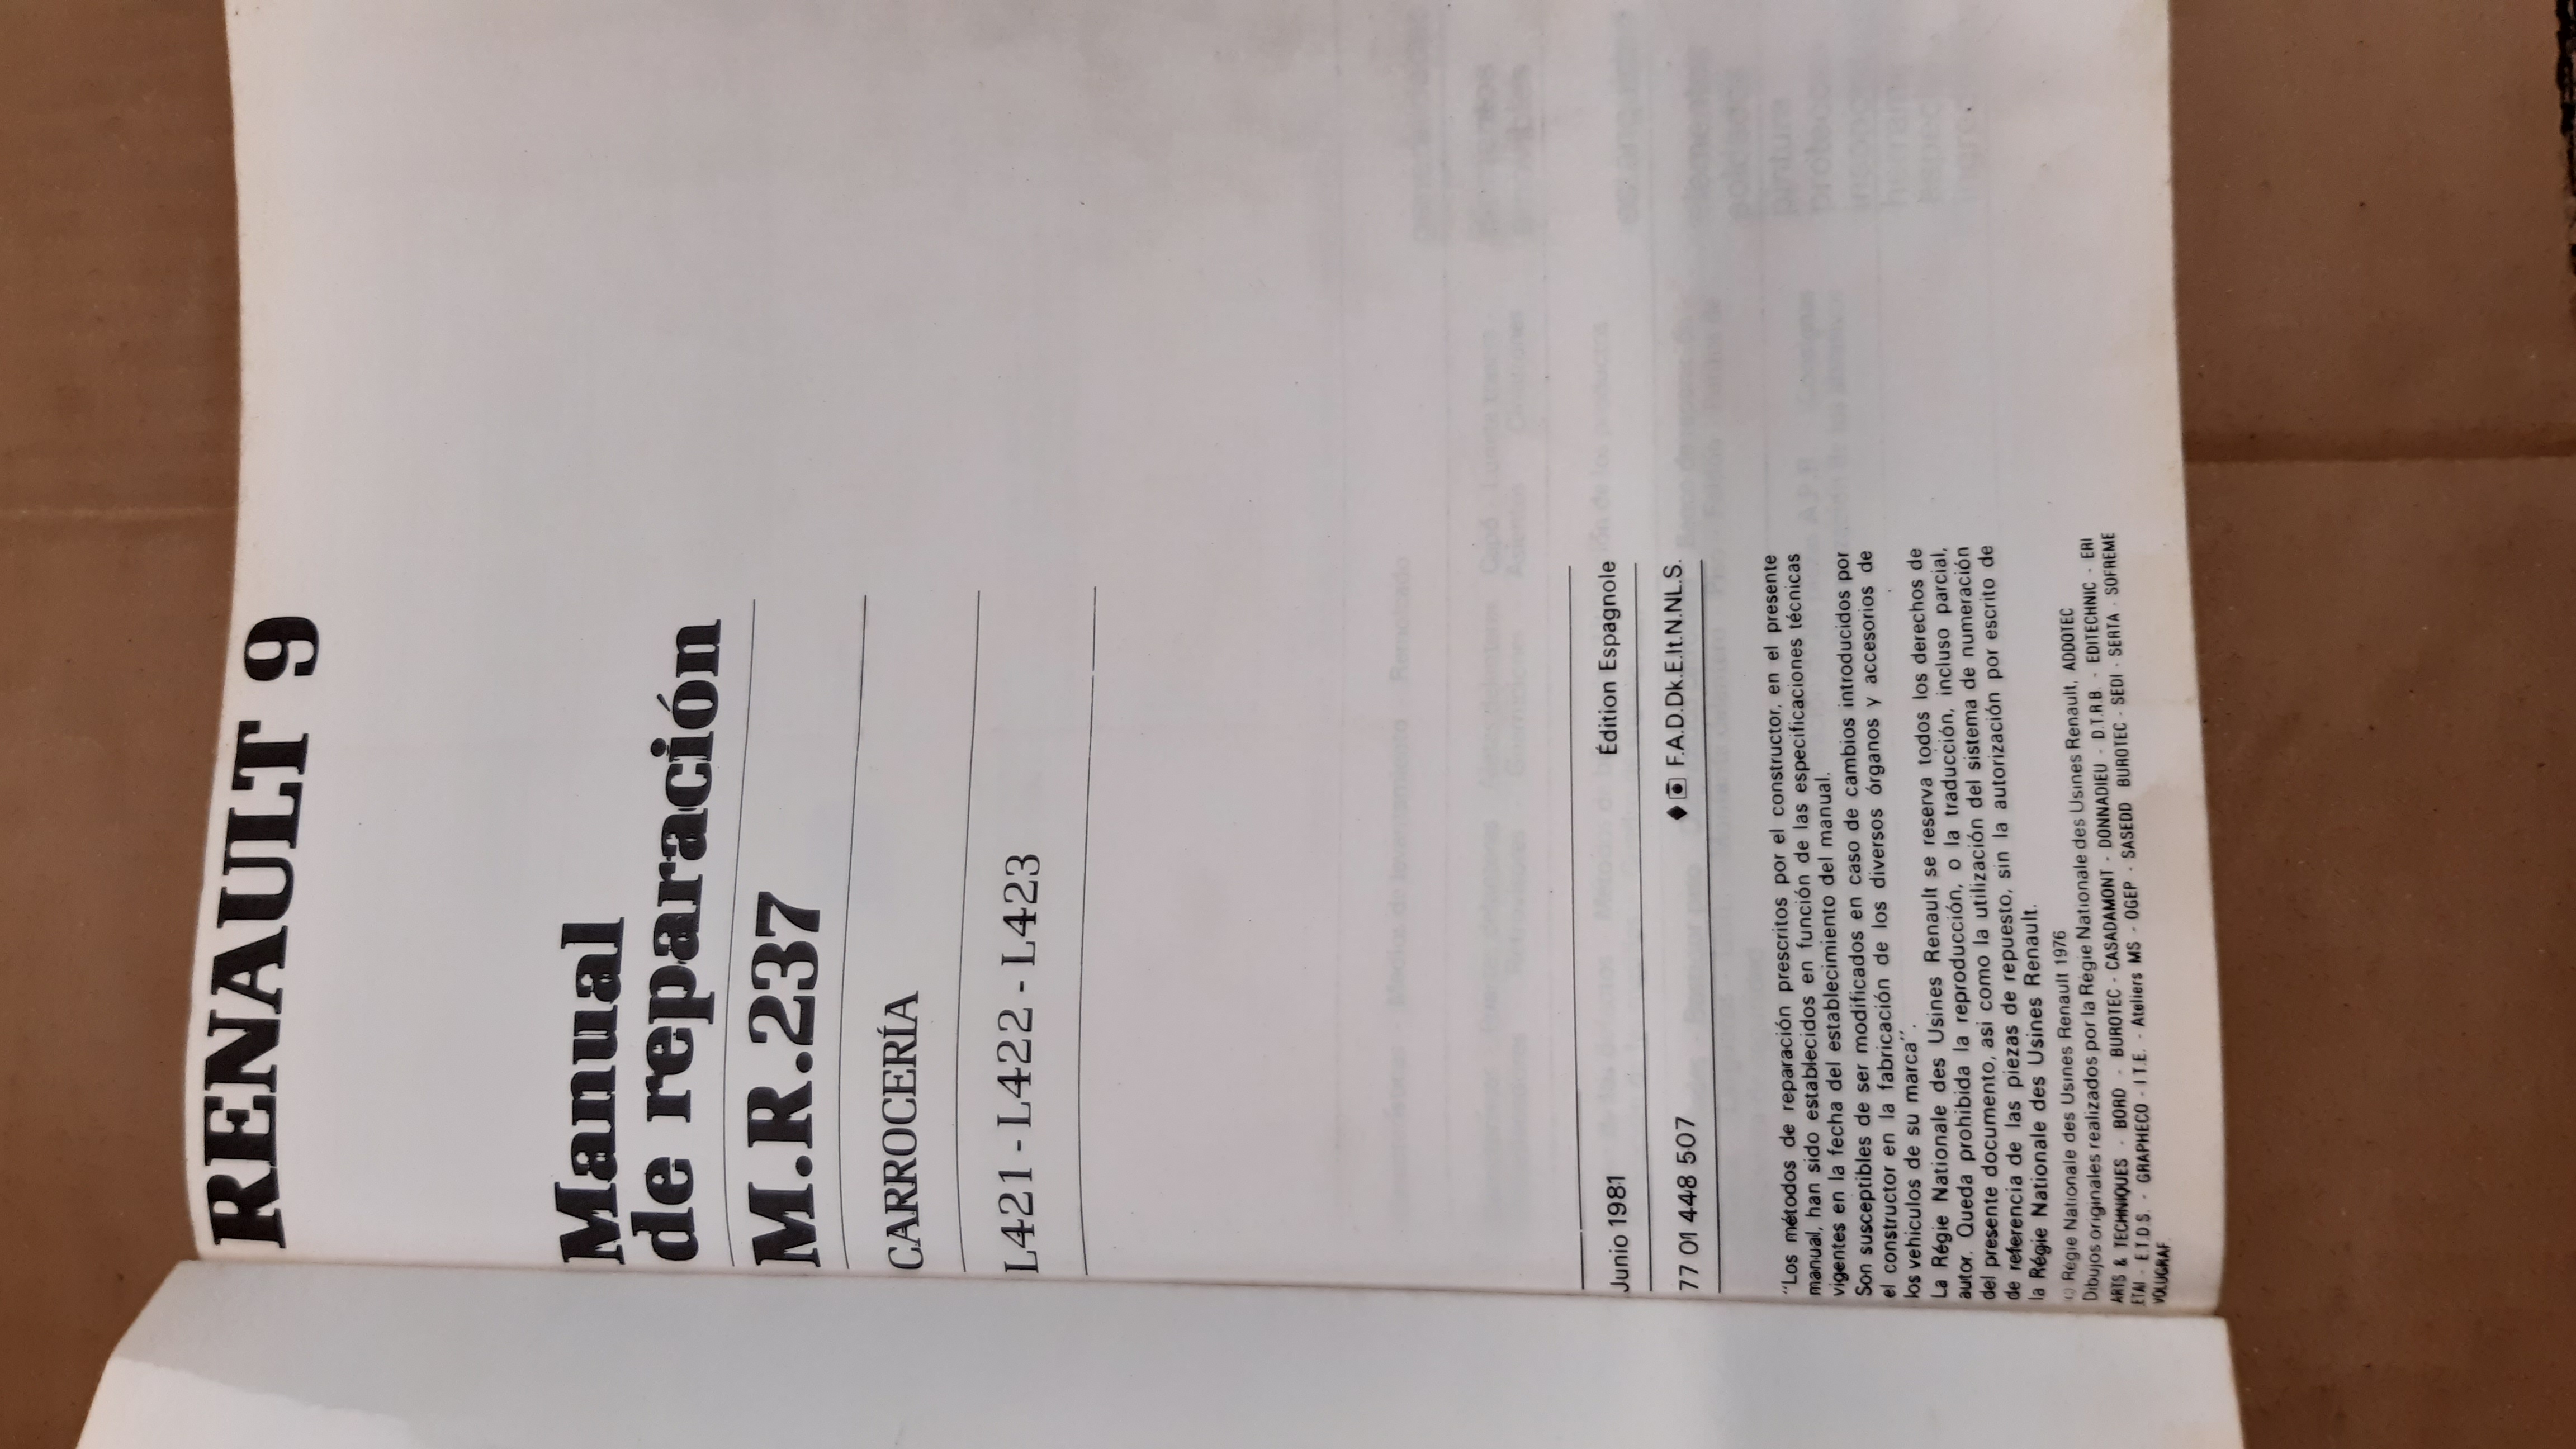 RENAULT 9
Manual
de reparación
M.R.237
CARROCERÍA
L421 - L422 - L423
Junio 1981 Édition Espagnole
77 01 448 507 F.A.D.Dk.E.It.N.NL.S.
"Los métodos de reparación prescritos por el constructor, en el presente
manual, han sido establecidos en función de las especificaciones técnicas
vigentes en la fecha del establecimiento del manual.
Son susceptibles de ser modificados en caso de cambios introducidos por
el constructor en la fabricación de los diversos órganos y accesorios de
los vehiculos de su marca".
La Régie Nationale des Usines Renault se reserva todos los derechos de
autor. Queda prohibida la reproducción, o la traducción, incluso parcial,
del presente documento, asi como la utilización del sistema de numeración
de referencia de las piezas de repuesto, sin la autorización por escrito de
la Régie Nationale des Usines Renault.
(C) Régie Nationale des Usines Renault 1976
Dibujos originales realizados por la Régie Nationale des Usines Renault, ADDOTEC
ARTS & TECHNIQUES - BORD - BUROTEC - CASADAMONT - DONNADIEU - D.T.R.B. - EDITECHNIC - ERI
ETAI - E.T.D.S. - GRAPHECO - I.T.E. - Ateliers MS - OGEP - SASEDD BUROTEC - SEDI - SERTA - SOFREME
VOLUGRAF